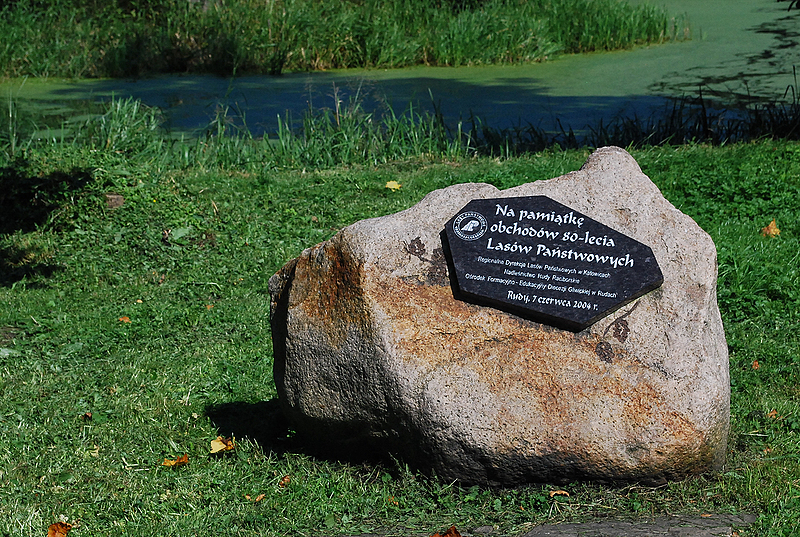 Na pamiątkę
obchodów 80-lecia
Lasów Państwowych
Regionalna Dyrekcja Lasów Państwowych w Katowicach
Nadleśnictwo Rudy Raciborskie
Ośrodek Formacyjno - Edukacyjny Diecezji Gliwickiej w Rudach
Rudy, 7 czerwca 2004 r.